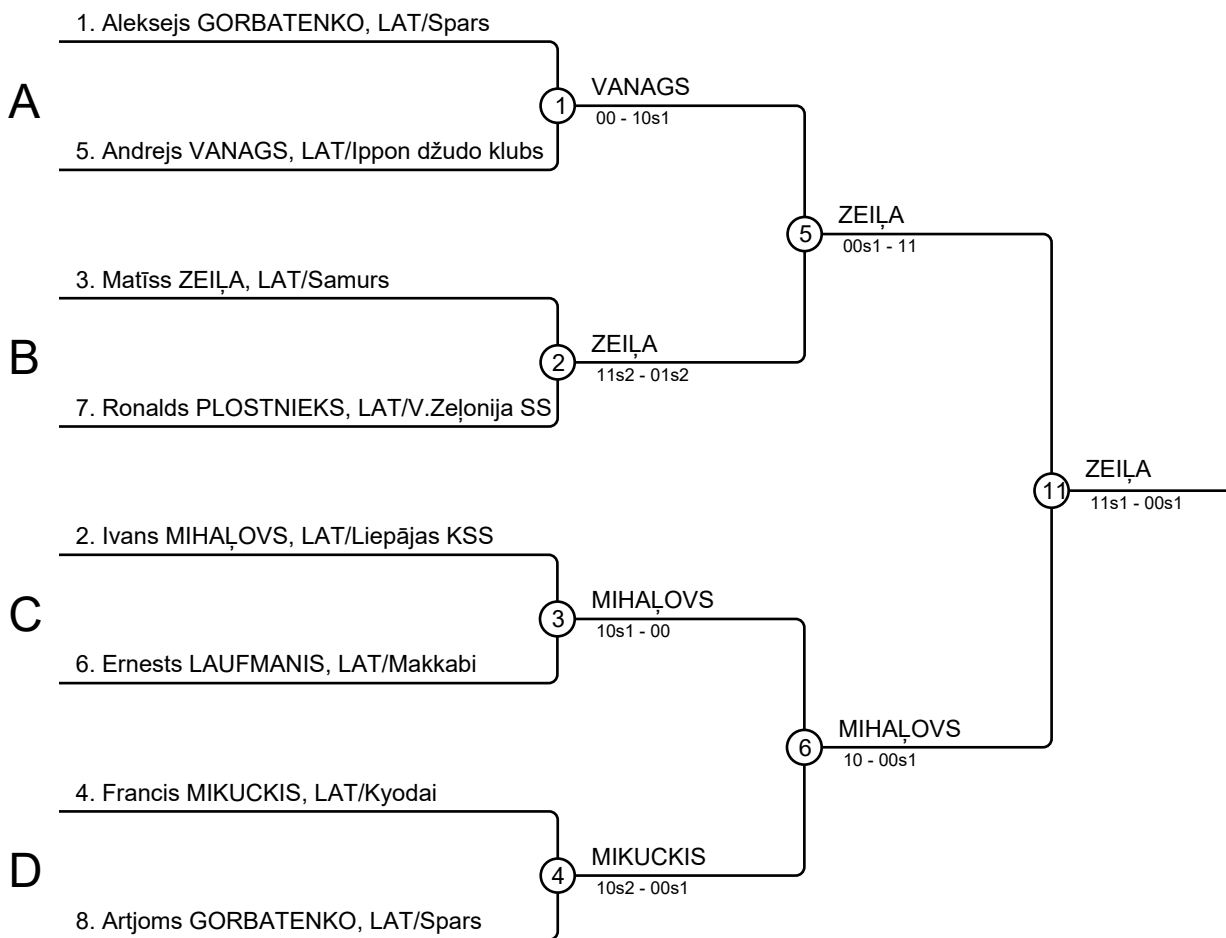 1. Aleksejs GORBATENKO, LAT/Spars
A
1
VANAGS
00 - 10s1
5. Andrejs VANAGS, LAT/Ippon džudo klubs
5
ZEIĻA
00s1 - 11
3. Matīss ZEIĻA, LAT/Samurs
B
2
ZEIĻA
11s2 - 01s2
7. Ronalds PLOSTNIEKS, LAT/V.Zeļonija SS
11
ZEIĻA
11s1 - 00s1
2. Ivans MIHAĻOVS, LAT/Liepājas KSS
C
3
MIHAĻOVS
10s1 - 00
6. Ernests LAUFMANIS, LAT/Makkabi
6
MIHAĻOVS
10 - 00s1
4. Francis MIKUCKIS, LAT/Kyodai
D
4
MIKUCKIS
10s2 - 00s1
8. Artjoms GORBATENKO, LAT/Spars